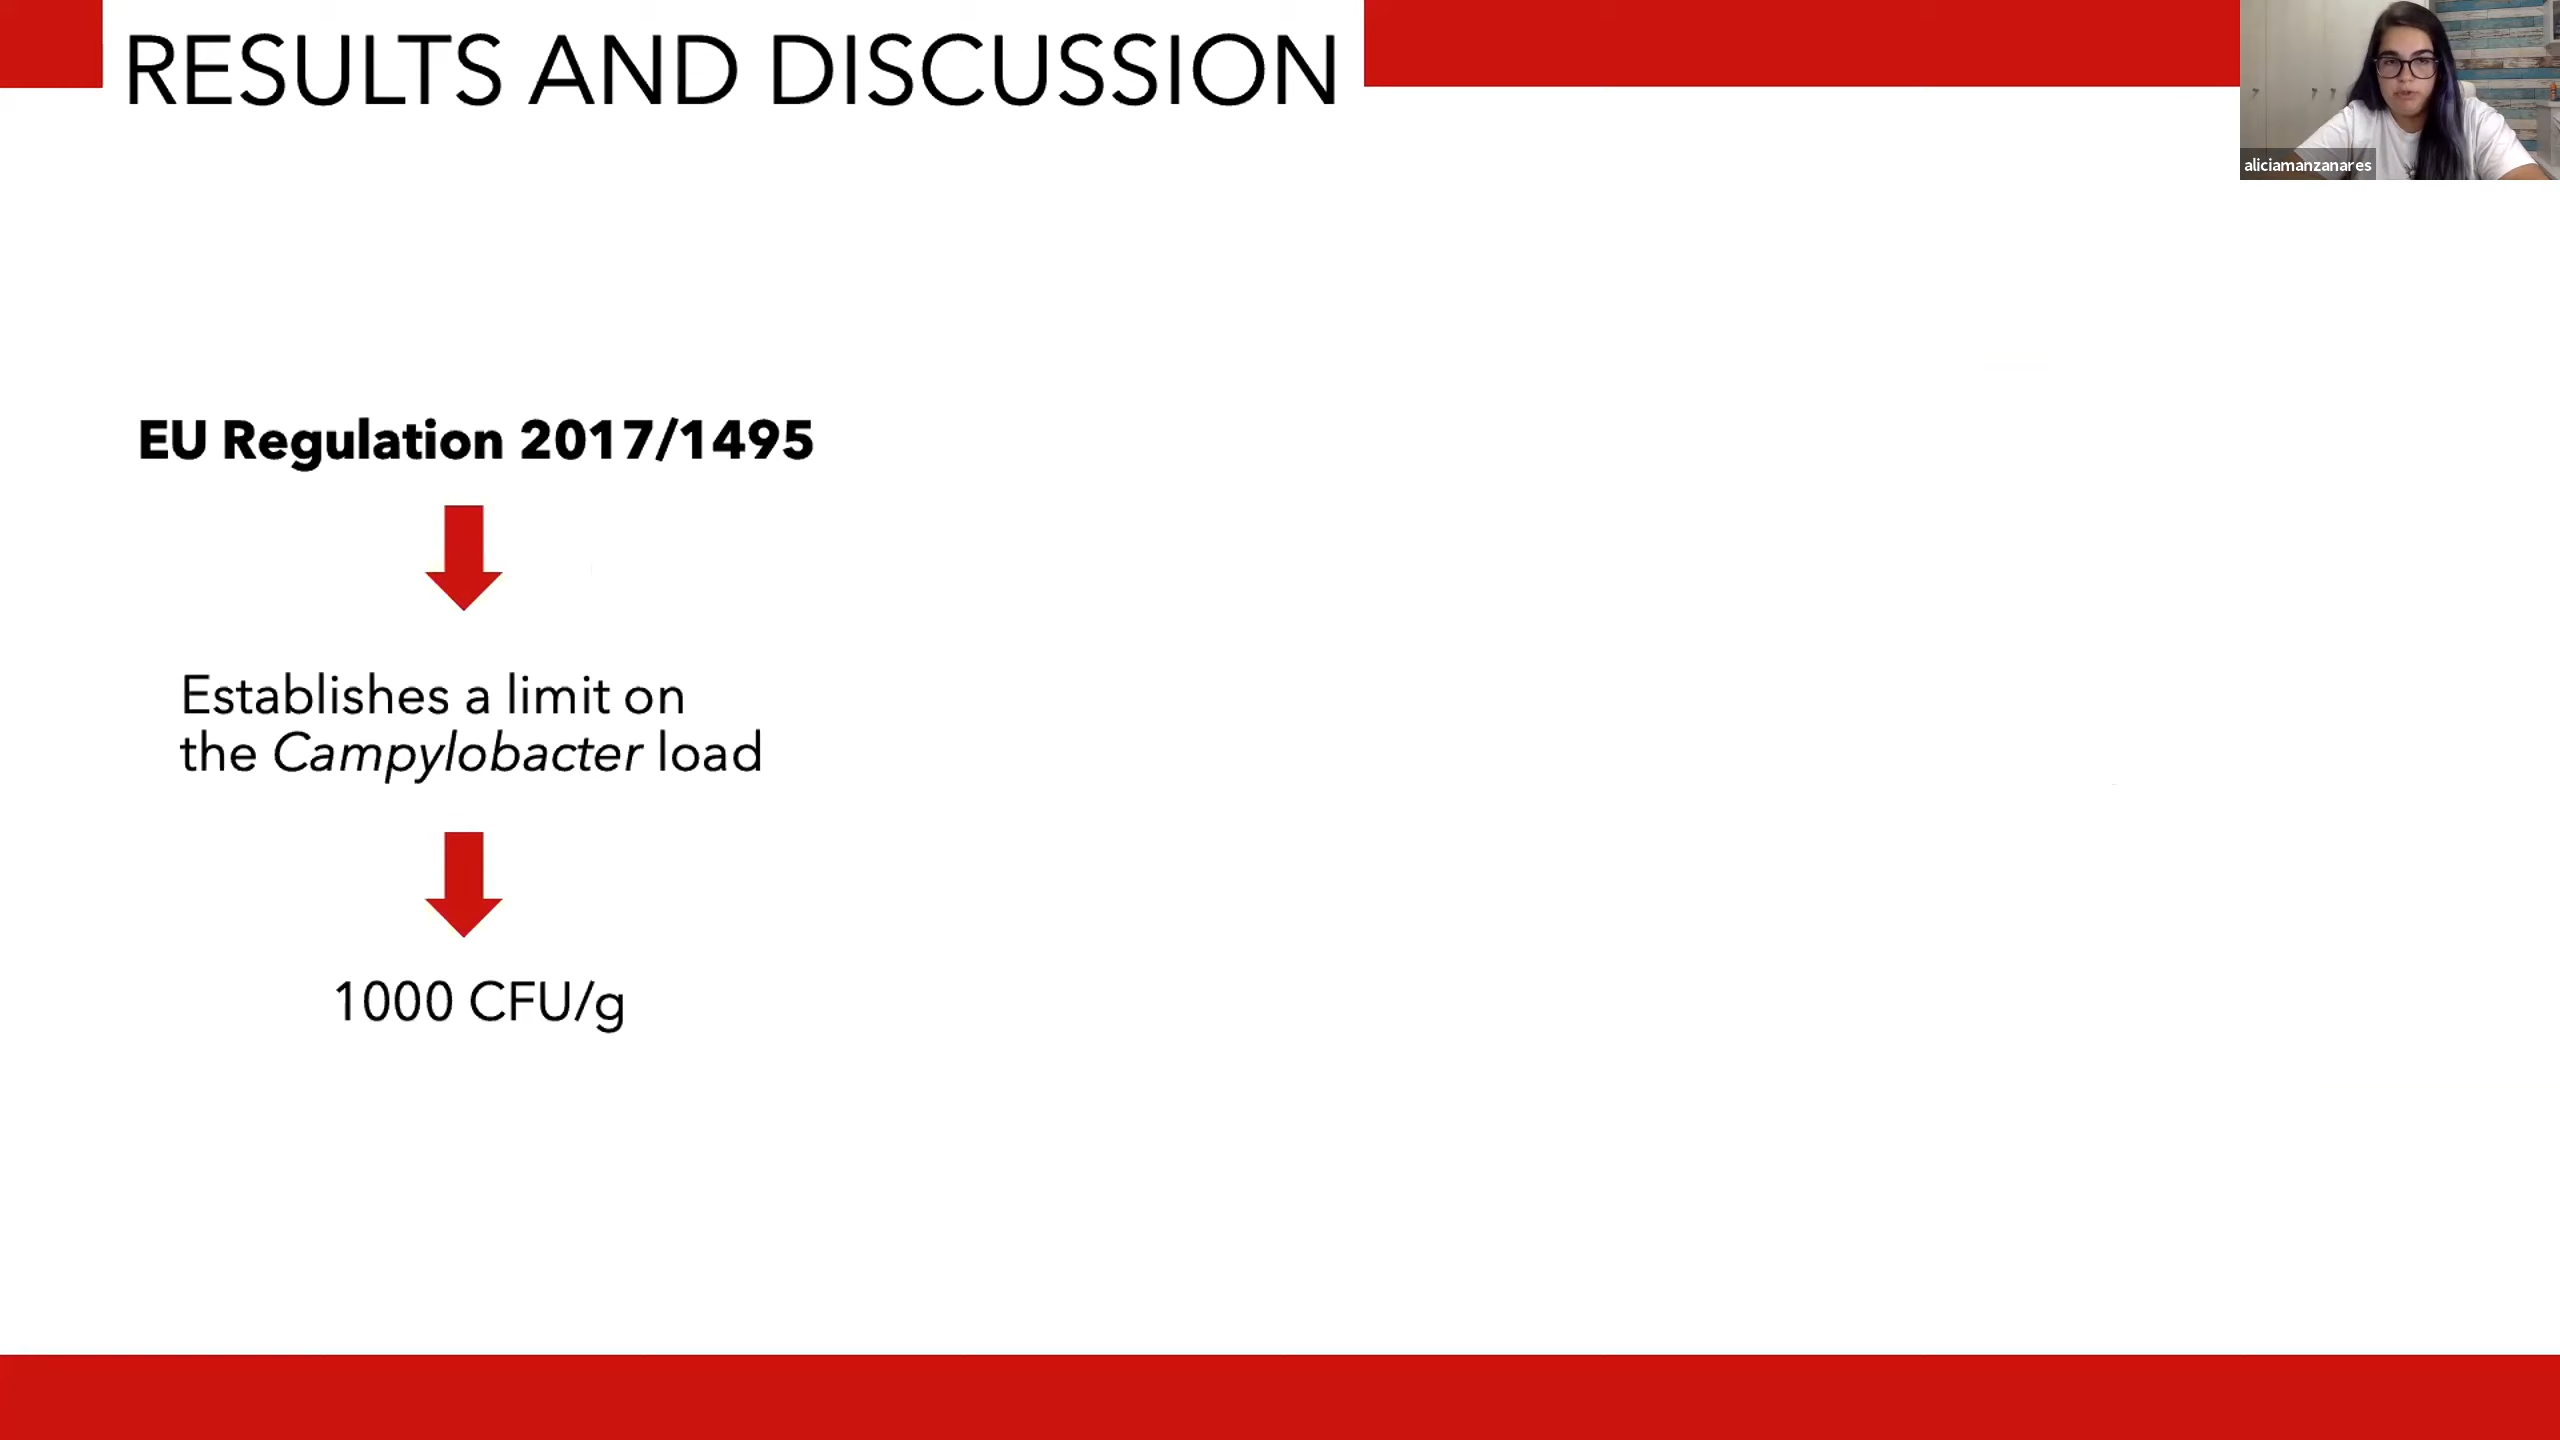 RESULTS AND DISCUSSION
aliciamanzanares
EU Regulation 2017/1495
Establishes a limit on
the Campylobacter load
1000 CFU/g